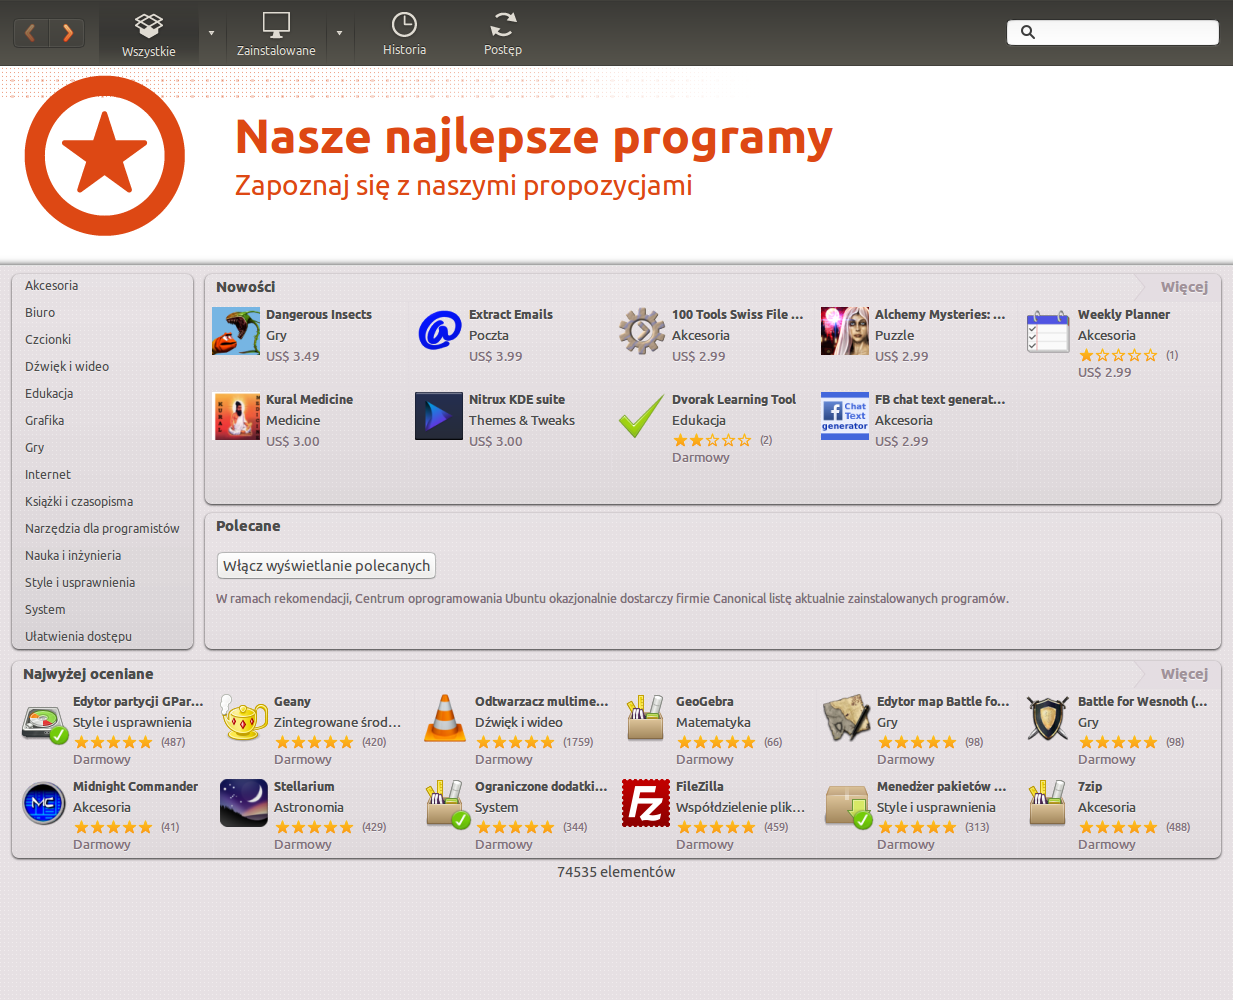 Wszystkie
Zainstalowane
Historia
Postęp
Nasze najlepsze programy
Zapoznaj się z naszymi propozycjami
Akcesoria
Biuro
Czcionki
Dźwięk i wideo
Edukacja
Grafika
Gry
Internet
Książki i czasopisma
Narzędzia dla programistów
Nauka i inżynieria
Style i usprawnienia
System
Ułatwienia dostępu
Nowości
Więcej
Dangerous Insects
Gry
US$ 3.49
@
Extract Emails
Poczta
US$ 3.99
100 Tools Swiss File ...
Akcesoria
US$ 2.99
Alchemy Mysteries: ...
Puzzle
US$ 2.99
Weekly Planner
Akcesoria
(1)
US$ 2.99
KURAL
Kural Medicine
Medicine
US$ 3.00
Nitrux KDE suite
Themes & Tweaks
US$ 3.00
Dvorak Learning Tool
Edukacja
(2)
Darmowy
f Chat
Text
generator
FB chat text generat...
Akcesoria
US$ 2.99
Polecane
Włącz wyświetlanie polecanych
W ramach rekomendacji, Centrum oprogramowania Ubuntu okazjonalnie dostarczy firmie Canonical listę aktualnie zainstalowanych programów.
Najwyżej oceniane
Więcej
Edytor partycji GPar...
Style i usprawnienia
(487)
Darmowy
Geany
Zintegrowane środ...
(420)
Darmowy
Odtwarzacz multime...
Dźwięk i wideo
(1759)
Darmowy
GeoGebra
Matematyka
(66)
Darmowy
Edytor map Battle fo...
Gry
(98)
Darmowy
Battle for Wesnoth (...
Gry
(98)
Darmowy
MC
Midnight Commander
Akcesoria
(41)
Darmowy
Stellarium
Astronomia
(429)
Darmowy
Ograniczone dodatki...
System
(344)
Darmowy
Fz
FileZilla
Współdzielenie plik...
(459)
Darmowy
Menedżer pakietów ...
Style i usprawnienia
(313)
Darmowy
7zip
Akcesoria
(488)
Darmowy
74535 elementów